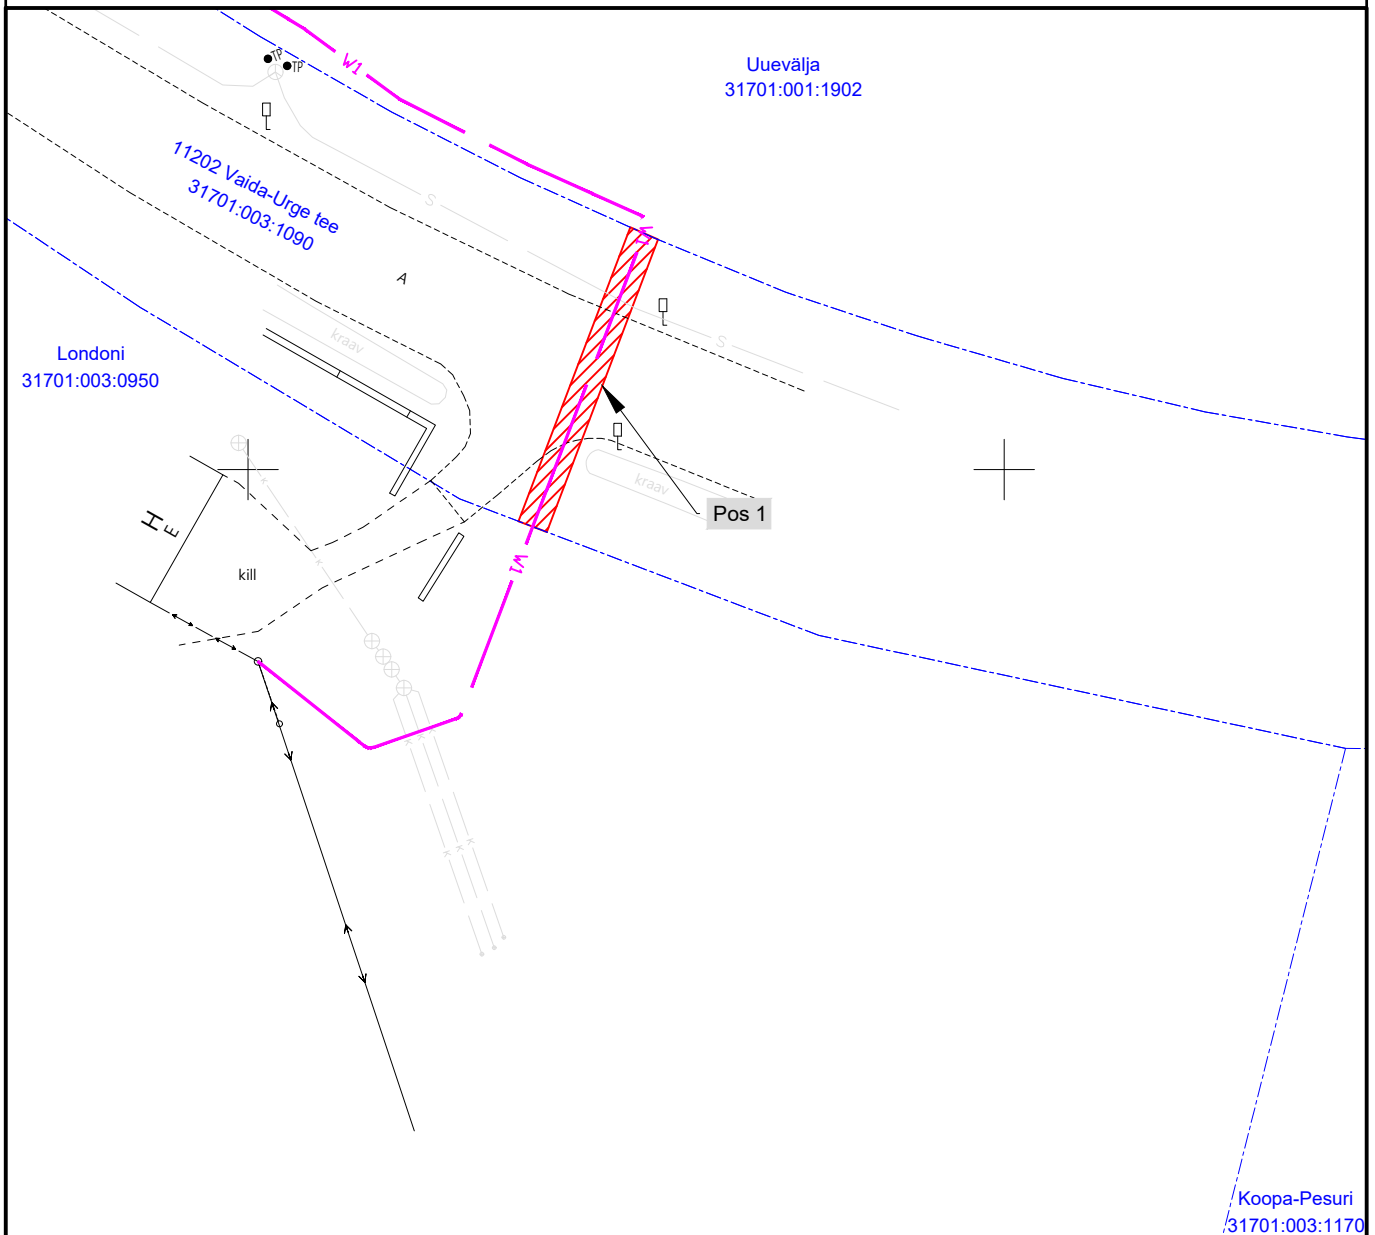 TP
TP
W1
Uuevälja
31701:001:1902
11202 Vaida-Urge tee
31701:003:1090
S
W1
A
S
kraav
Londoni
31701:003:0950
kraav
K
Pos 1
H
E
W1
kill
K
K
K
K
K
K
Koopa-Pesuri
31701:003:1170